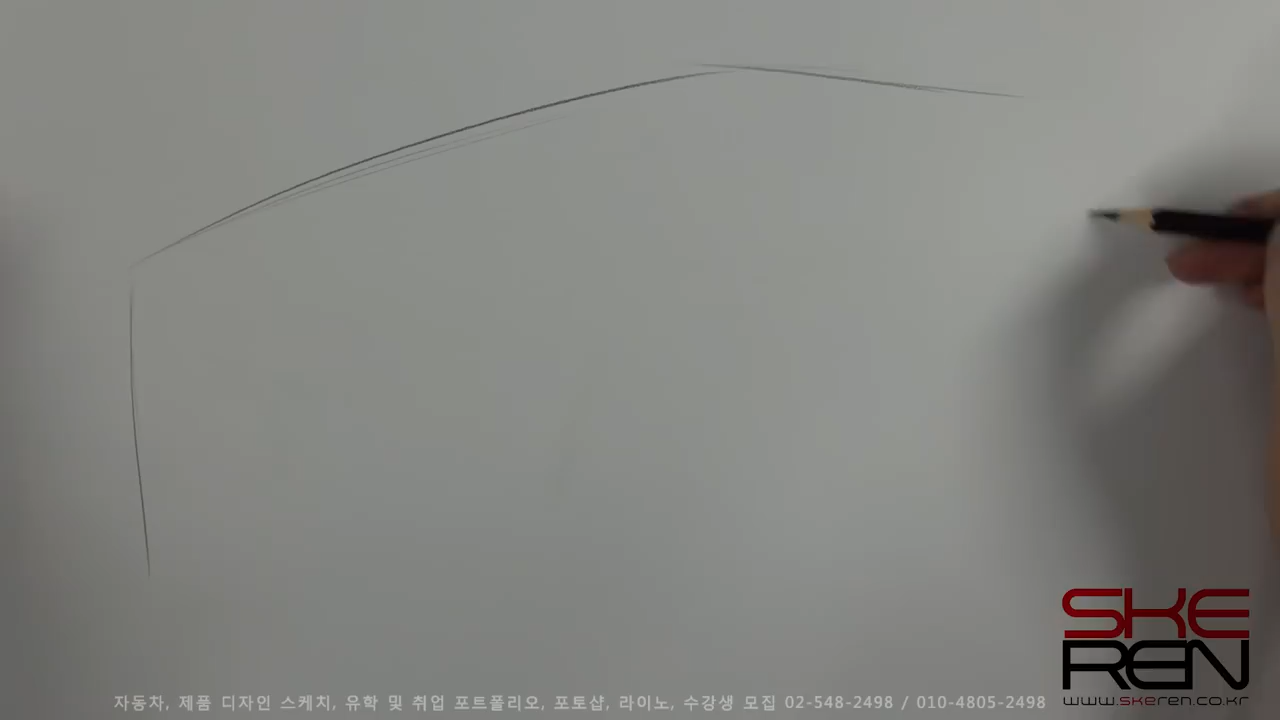 SKE
REN
www.skeren.co.kr
자동차, 제품 디자인 스케치, 유학 및 취업 포트폴리오, 포토샵, 라이노, 수강생 모집 02-548-2498 / 010-4805-2498